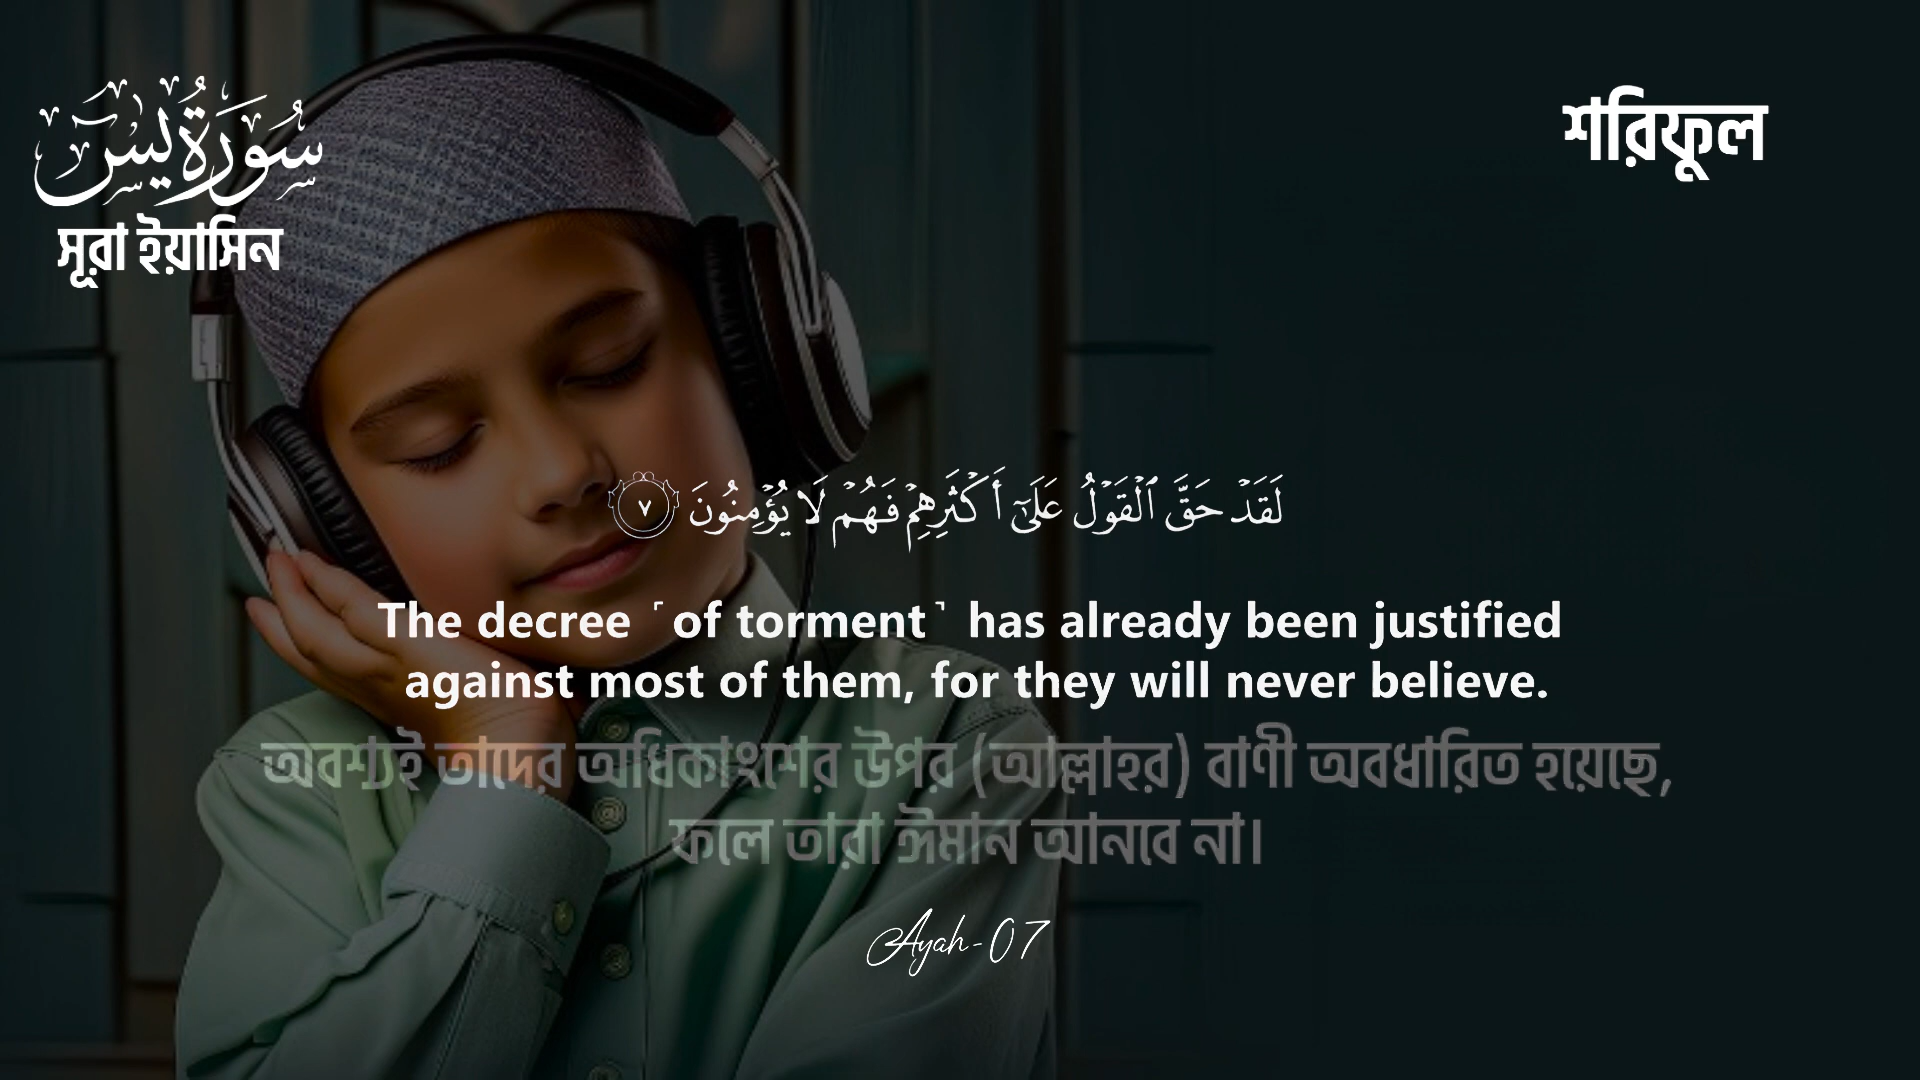 سُورَةُ يسٓ
সূরা ইয়াসিন
শরিফুল
لَقَدْ حَقَّ ٱلْقَوْلُ عَلَىٰٓ أَكْثَرِهِمْ فَهُمْ لَا يُؤْمِنُونَ ٧
The decree ˹of torment˺ has already been justified
against most of them, for they will never believe.
অবশ্যই তাদের অধিকাংশের উপর (আল্লাহর) বাণী অবধারিত হয়েছে,
ফলে তারা ঈমান আনবে না।
Ayah-07